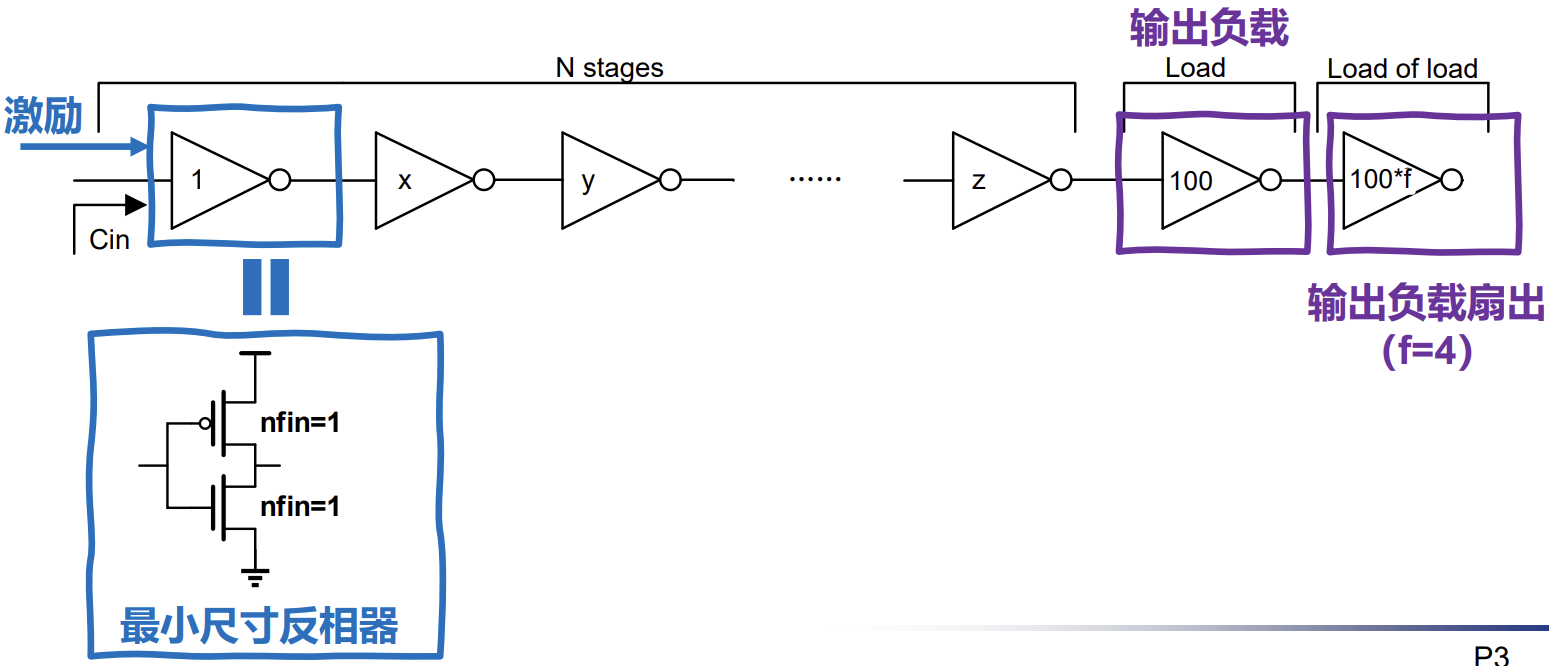 输出负载
N stages
Load
Load of load
激励
1
x
y
......
z
100
100*f
Cin
输出负载扇出
(f=4)
nfin=1
nfin=1
最小尺寸反相器
P3